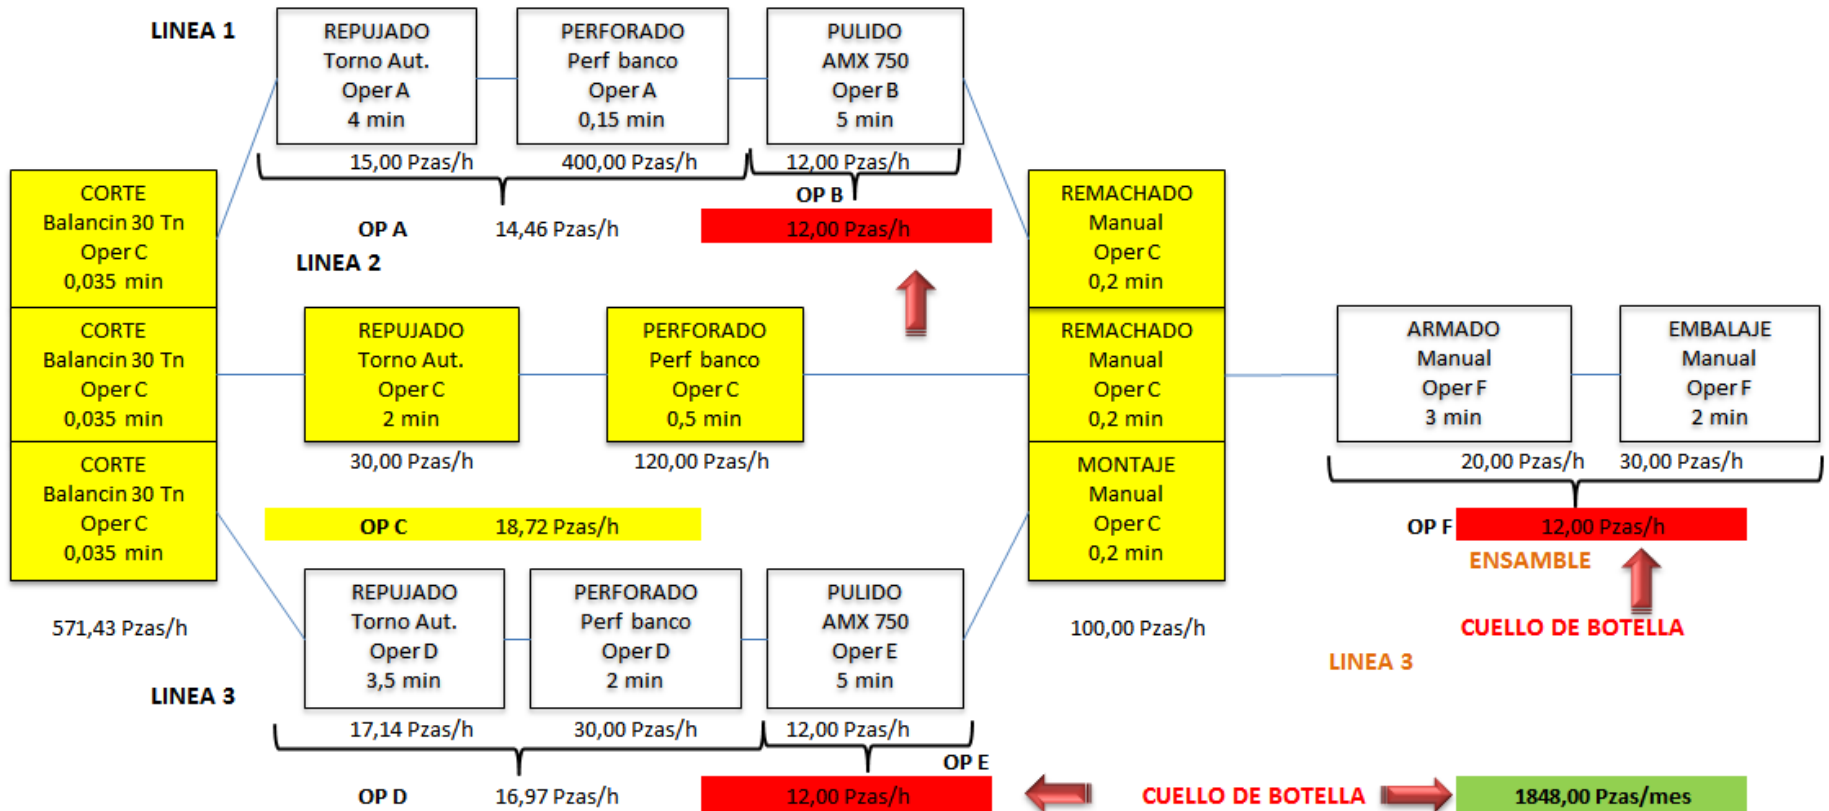 LINEA 1
REPUJADO
Torno Aut.
Oper A
4 min
PERFORADO
Perf banco
Oper A
0,15 min
PULIDO
AMX 750
Oper B
5 min
15,00 Pzas/h
400,00 Pzas/h
12,00 Pzas/h
OP B
OP A
14,46 Pzas/h
12,00 Pzas/h
CORTE
Balancin 30 Tn
Oper C
0,035 min
CORTE
Balancin 30 Tn
Oper C
0,035 min
CORTE
Balancin 30 Tn
Oper C
0,035 min
571,43 Pzas/h
LINEA 2
REPUJADO
Torno Aut.
Oper C
2 min
PERFORADO
Perf banco
Oper C
0,5 min
30,00 Pzas/h
120,00 Pzas/h
OP C
18,72 Pzas/h
REMACHADO
Manual
Oper C
0,2 min
REMACHADO
Manual
Oper C
0,2 min
MONTAJE
Manual
Oper C
0,2 min
100,00 Pzas/h
ARMADO
Manual
Oper F
3 min
EMBALAJE
Manual
Oper F
2 min
20,00 Pzas/h
30,00 Pzas/h
OP F
12,00 Pzas/h
ENSAMBLE
CUELLO DE BOTELLA
LINEA 3
LINEA 3
REPUJADO
Torno Aut.
Oper D
3,5 min
PERFORADO
Perf banco
Oper D
2 min
PULIDO
AMX 750
Oper E
5 min
17,14 Pzas/h
30,00 Pzas/h
12,00 Pzas/h
OP E
OP D
16,97 Pzas/h
12,00 Pzas/h
CUELLO DE BOTELLA
1848,00 Pzas/mes